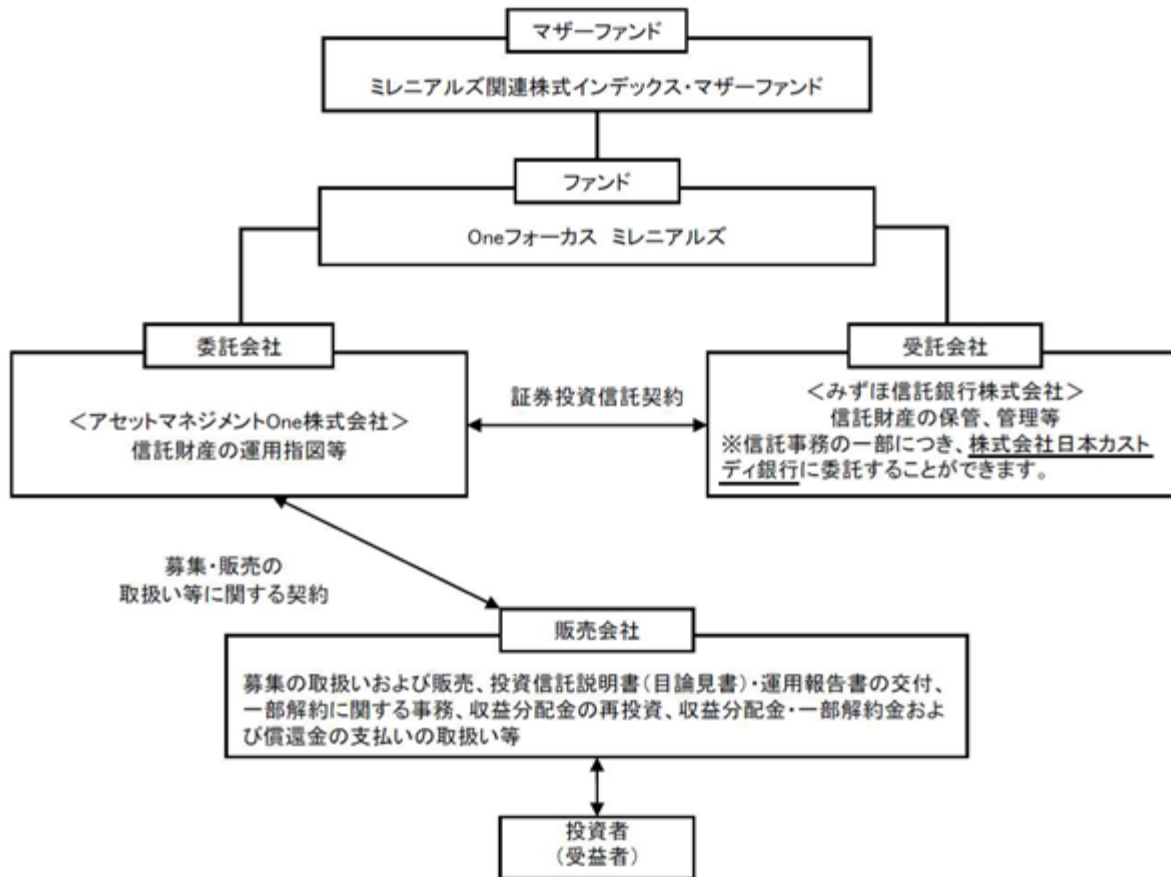 マザーファンド
ミレニアルズ関連株式インデックス・マザーファンド
ファンド
Oneフォーカス ミレニアルズ
委託会社
<アセットマネジメントOne株式会社>
信託財産の運用指図等
証券投資信託契約
受託会社
<みずほ信託銀行株式会社>
信託財産の保管、管理等
※信託事務の一部につき、株式会社日本カスト
ディ銀行に委託することができます。
募集・販売の
取扱い等に関する契約
販売会社
募集の取扱いおよび販売、投資信託説明書(目論見書)・運用報告書の交付、
一部解約に関する事務、収益分配金の再投資、収益分配金・一部解約金およ
び償還金の支払いの取扱い等
投資者
(受益者)